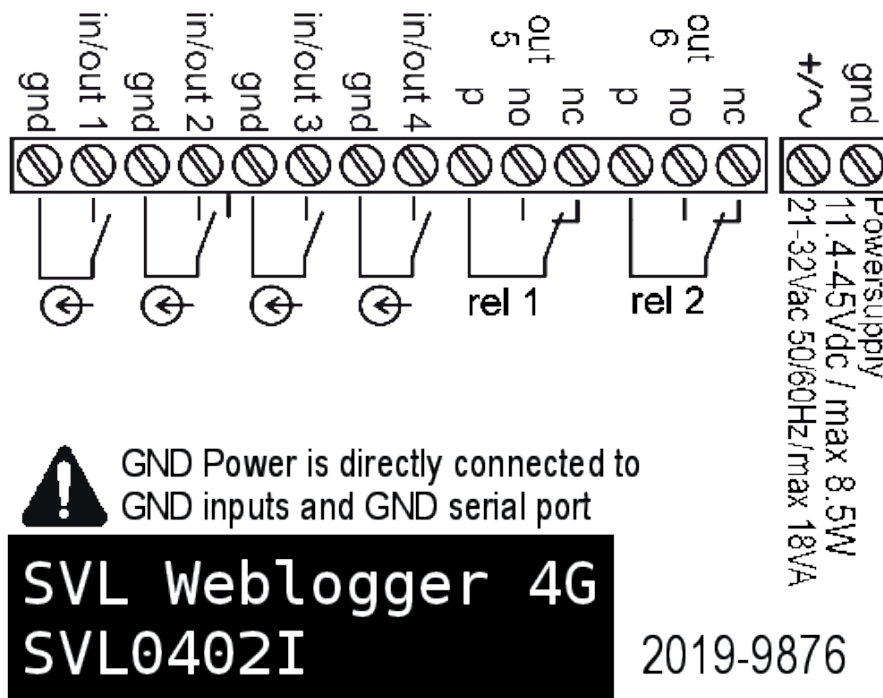 gnd
in/out 1
gnd
in/out 2
gnd
in/out 3
gnd
in/out 4
out
5
p
no
nc
out
6
p
no
nc
+/~
gnd
rel 1
rel 2
Powersupply
11.4-45Vdc / max 8.5W
21-32Vac 50/60Hz/max 18VA
GND Power is directly connected to
GND inputs and GND serial port
SVL Weblogger 4G
SVL0402I
2019-9876